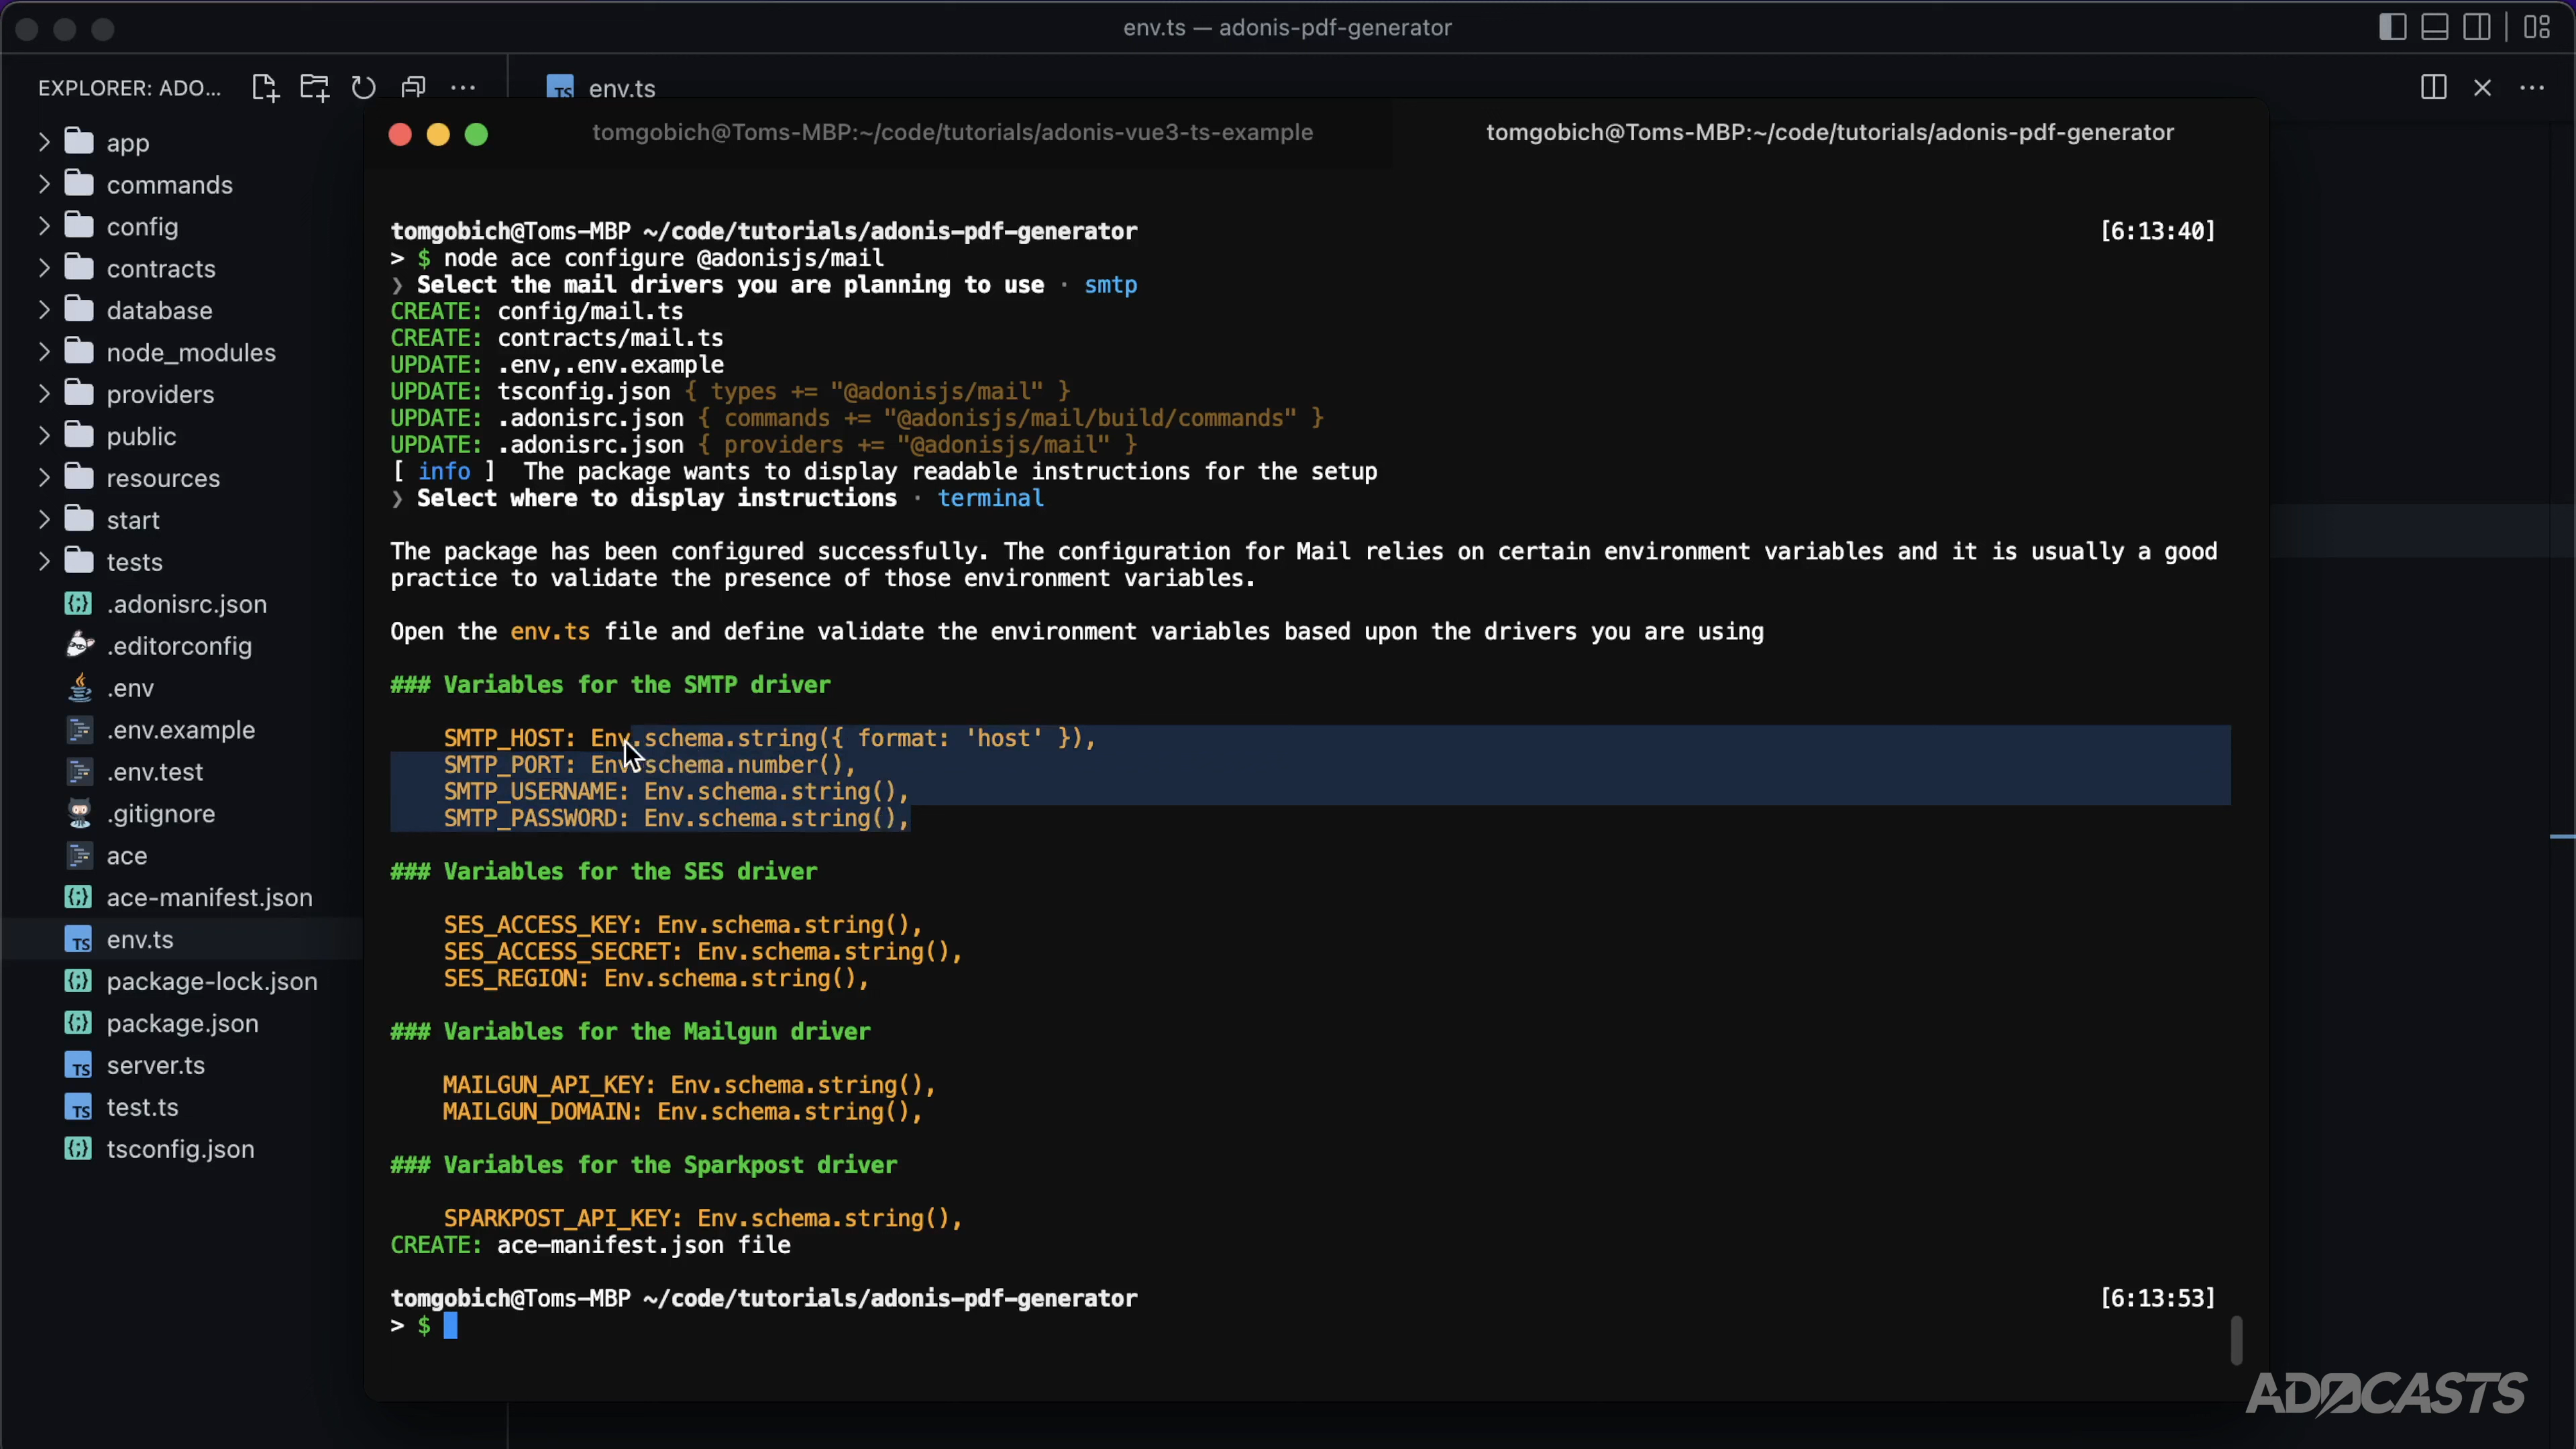 env.ts — adonis-pdf-generator
EXPLORER: ADO...
TS env.ts
tomgobich@Toms-MBP:~/code/tutorials/adonis-vue3-ts-example
tomgobich@Toms-MBP:~/code/tutorials/adonis-pdf-generator
app
commands
config
contracts
database
node_modules
providers
public
resources
start
tests
.adonisrc.json
.editorconfig
.env
.env.example
.env.test
.gitignore
ace
ace-manifest.json
TS env.ts
package-lock.json
package.json
TS server.ts
TS test.ts
tsconfig.json
tomgobich@Toms-MBP ~/code/tutorials/adonis-pdf-generator [6:13:40]
> $ node ace configure @adonisjs/mail
❯ Select the mail drivers you are planning to use · smtp
CREATE: config/mail.ts
CREATE: contracts/mail.ts
UPDATE: .env,.env.example
UPDATE: tsconfig.json { types += "@adonisjs/mail" }
UPDATE: .adonisrc.json { commands += "@adonisjs/mail/build/commands" }
UPDATE: .adonisrc.json { providers += "@adonisjs/mail" }
[ info ]  The package wants to display readable instructions for the setup
❯ Select where to display instructions · terminal
The package has been configured successfully. The configuration for Mail relies on certain environment variables and it is usually a good
practice to validate the presence of those environment variables.
Open the env.ts file and define validate the environment variables based upon the drivers you are using
### Variables for the SMTP driver
SMTP_HOST: Env.schema.string({ format: 'host' }),
SMTP_PORT: Env.schema.number(),
SMTP_USERNAME: Env.schema.string(),
SMTP_PASSWORD: Env.schema.string(),
### Variables for the SES driver
SES_ACCESS_KEY: Env.schema.string(),
SES_ACCESS_SECRET: Env.schema.string(),
SES_REGION: Env.schema.string(),
### Variables for the Mailgun driver
MAILGUN_API_KEY: Env.schema.string(),
MAILGUN_DOMAIN: Env.schema.string(),
### Variables for the Sparkpost driver
SPARKPOST_API_KEY: Env.schema.string(),
CREATE: ace-manifest.json file
tomgobich@Toms-MBP ~/code/tutorials/adonis-pdf-generator [6:13:53]
> $
ADOCASTS